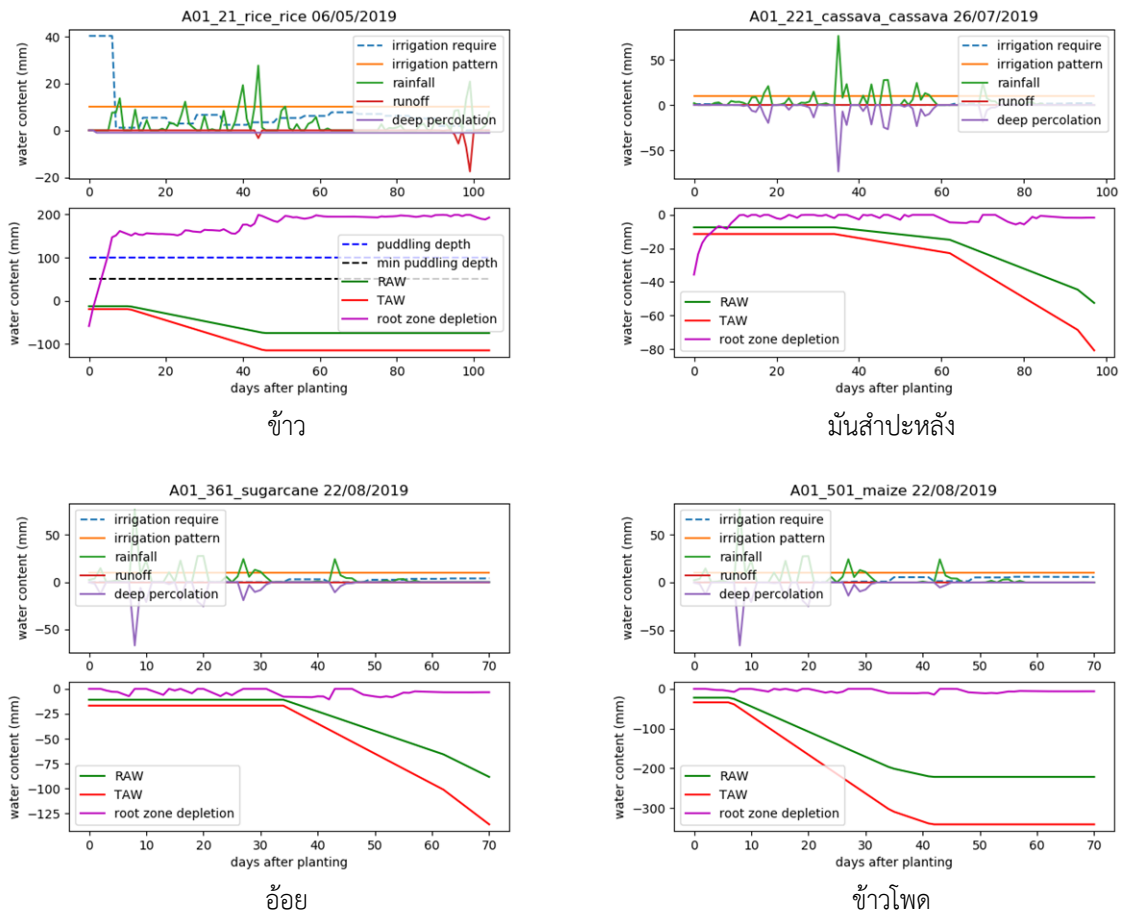 A01_21_rice_rice 06/05/2019
water content (mm)
40
20
0
−20
irrigation require
irrigation pattern
rainfall
runoff
deep percolation
0 20 40 60 80 100
water content (mm)
200
100
0
−100
puddling depth
min puddling depth
RAW
TAW
root zone depletion
0 20 40 60 80 100
days after planting
ข้าว
A01_221_cassava_cassava 26/07/2019
water content (mm)
50
0
−50
irrigation require
irrigation pattern
rainfall
runoff
deep percolation
0 20 40 60 80 100
water content (mm)
0
−20
−40
−60
−80
RAW
TAW
root zone depletion
0 20 40 60 80 100
days after planting
มันสำปะหลัง
A01_361_sugarcane 22/08/2019
water content (mm)
50
0
−50
irrigation require
irrigation pattern
rainfall
runoff
deep percolation
0 10 20 30 40 50 60 70
water content (mm)
0
−25
−50
−75
−100
−125
RAW
TAW
root zone depletion
0 10 20 30 40 50 60 70
days after planting
อ้อย
A01_501_maize 22/08/2019
water content (mm)
50
0
−50
irrigation require
irrigation pattern
rainfall
runoff
deep percolation
0 10 20 30 40 50 60 70
water content (mm)
0
−100
−200
−300
RAW
TAW
root zone depletion
0 10 20 30 40 50 60 70
days after planting
ข้าวโพด